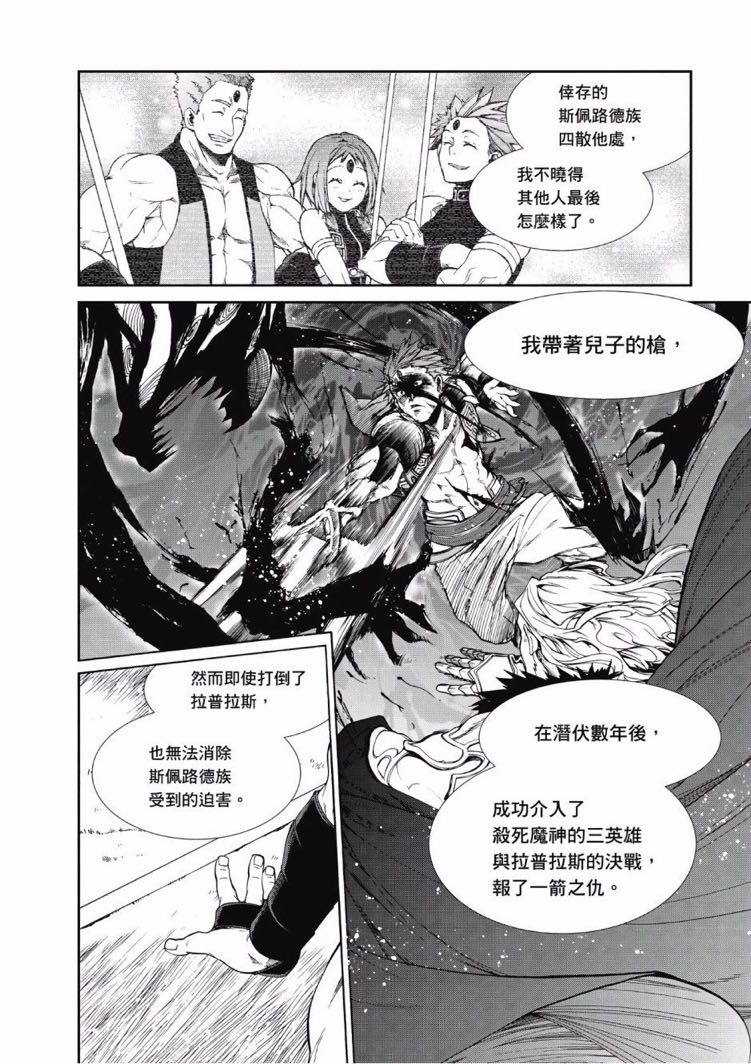 倖存的
斯佩路德族
四散他處，
我不曉得
其他人最後
怎麼樣了。
我帶著兒子的槍，
在潛伏數年後，
成功介入了
殺死魔神的三英雄
與拉普拉斯的決戰，
報了一箭之仇。
然而即使打倒了
拉普拉斯，
也無法消除
斯佩路德族
受到的迫害。